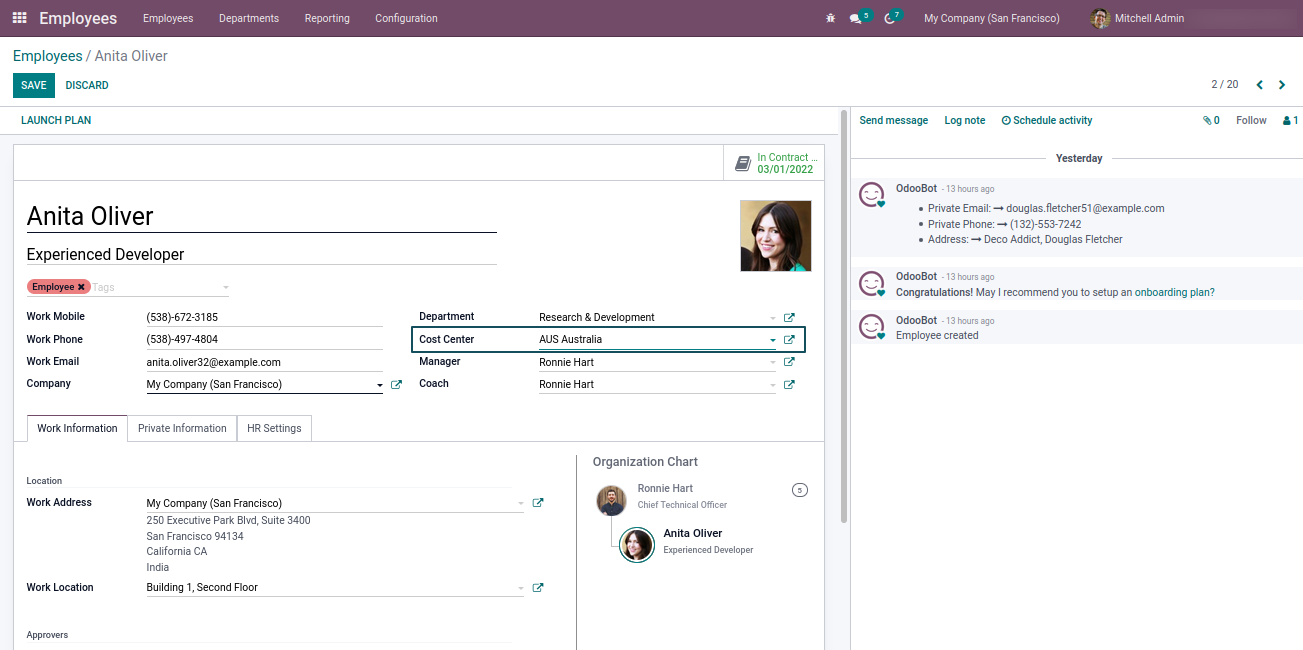 Employees Employees Departments Reporting Configuration 5 7 My Company (San Francisco) Mitchell Admin
Employees / Anita Oliver
SAVE DISCARD 2 / 20
LAUNCH PLAN
Send message Log note Schedule activity 0 Follow 1
In Contract ...
03/01/2022
Anita Oliver
Experienced Developer
Employee ✖ Tags
Work Mobile (538)-672-3185
Work Phone (538)-497-4804
Work Email anita.oliver32@example.com
Company My Company (San Francisco)
Department Research & Development
Cost Center AUS Australia
Manager Ronnie Hart
Coach Ronnie Hart
Work Information Private Information HR Settings
Location
Work Address My Company (San Francisco)
250 Executive Park Blvd, Suite 3400
San Francisco 94134
California CA
India
Work Location Building 1, Second Floor
Approvers
Organization Chart
Ronnie Hart 5
Chief Technical Officer
Anita Oliver
Experienced Developer
Yesterday
OdooBot - 13 hours ago
• Private Email: → douglas.fletcher51@example.com
• Private Phone: → (132)-553-7242
• Address: → Deco Addict, Douglas Fletcher
OdooBot - 13 hours ago
Congratulations! May I recommend you to setup an onboarding plan?
OdooBot - 13 hours ago
Employee created